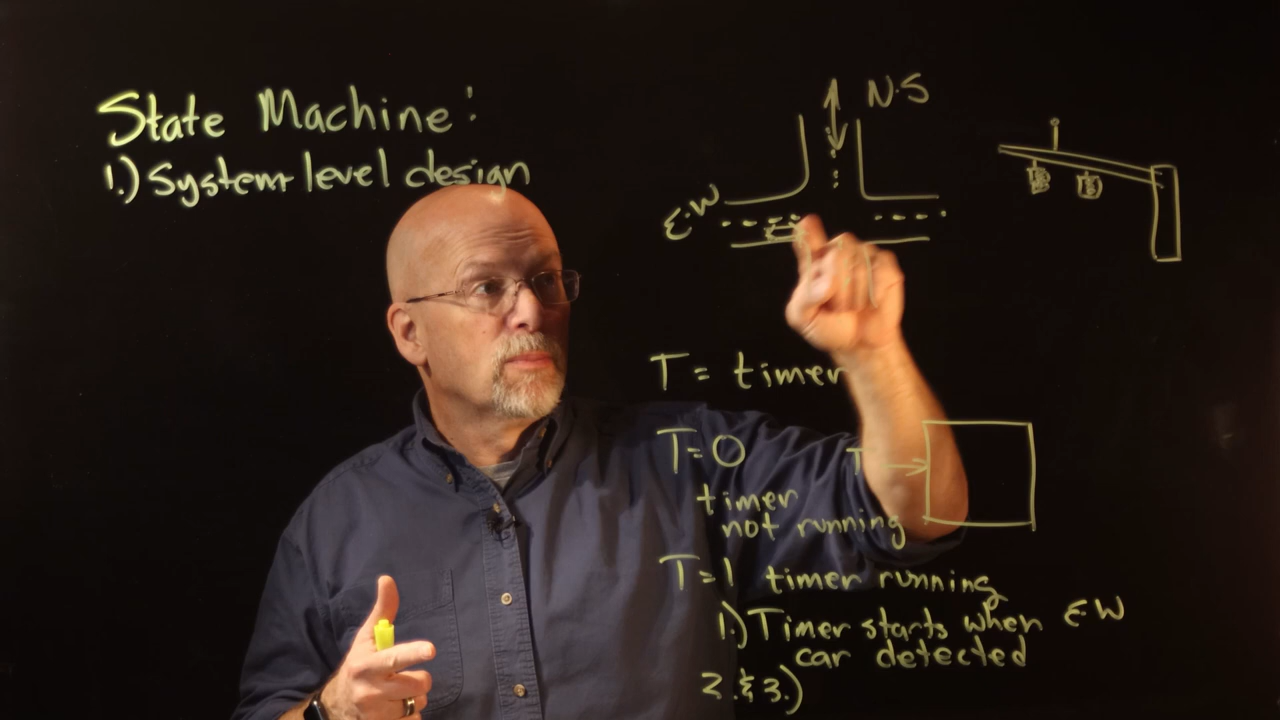 State Machine:
1.) System level design
N·S
E·W
T = timer
T=0
timer
not running
T
T=1 timer running
1.) Timer starts when E·W
car detected
2.&3.)